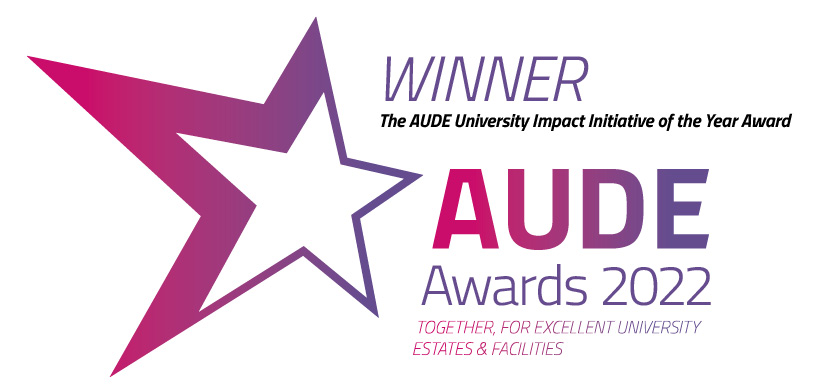 WINNER
The AUDE University Impact Initiative of the Year Award
AUDE
Awards 2022
TOGETHER, FOR EXCELLENT UNIVERSITY
ESTATES & FACILITIES